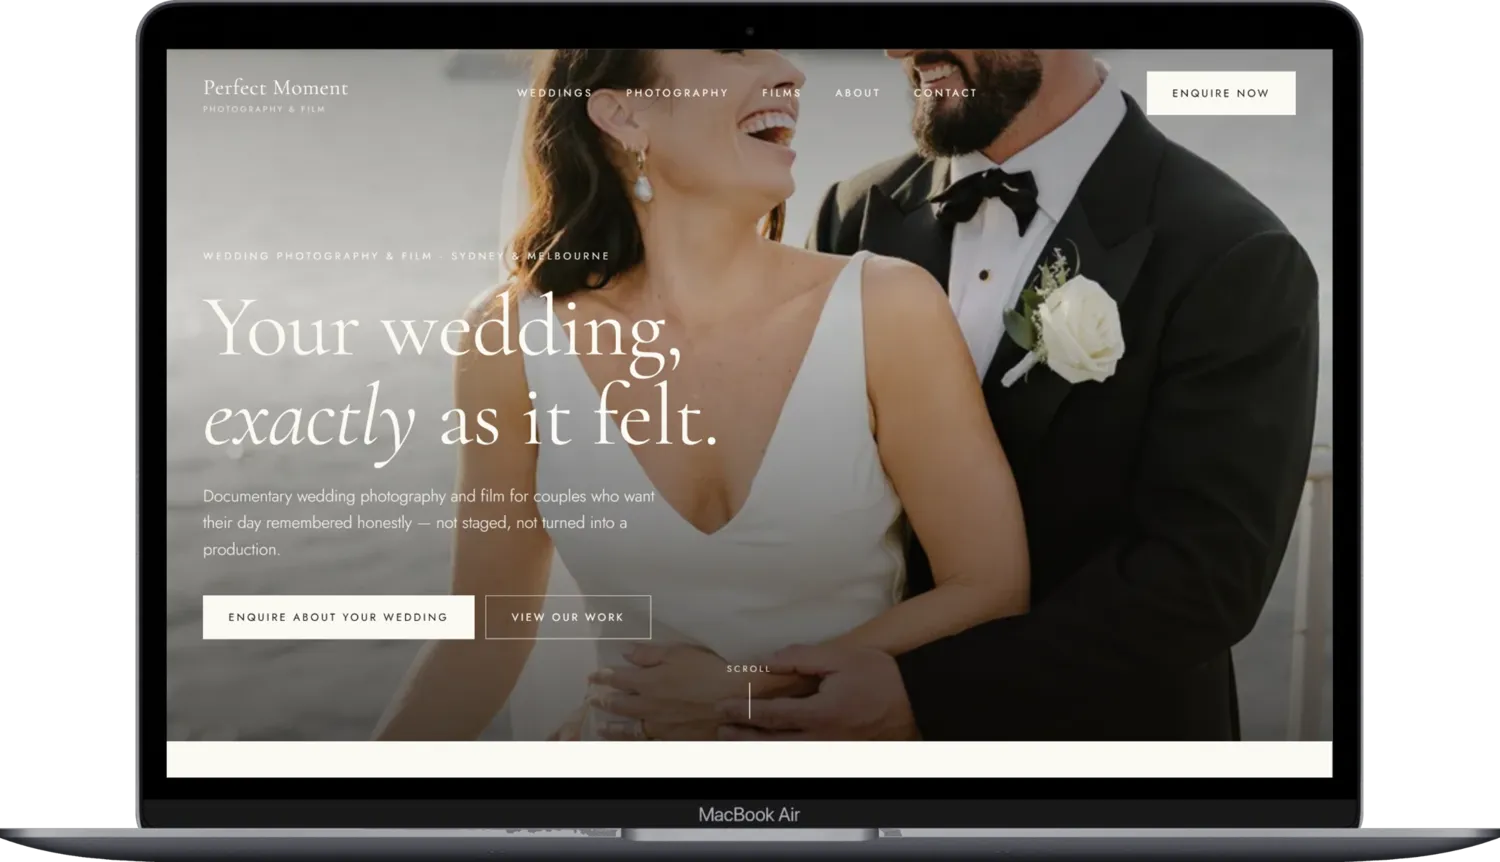 Perfect Moment
PHOTOGRAPHY & FILM
WEDDINGS PHOTOGRAPHY FILMS ABOUT CONTACT
ENQUIRE NOW
WEDDING PHOTOGRAPHY & FILM · SYDNEY & MELBOURNE
Your wedding,
exactly as it felt.
Documentary wedding photography and film for couples who want
their day remembered honestly — not staged, not turned into a
production.
ENQUIRE ABOUT YOUR WEDDING
VIEW OUR WORK
SCROLL
MacBook Air